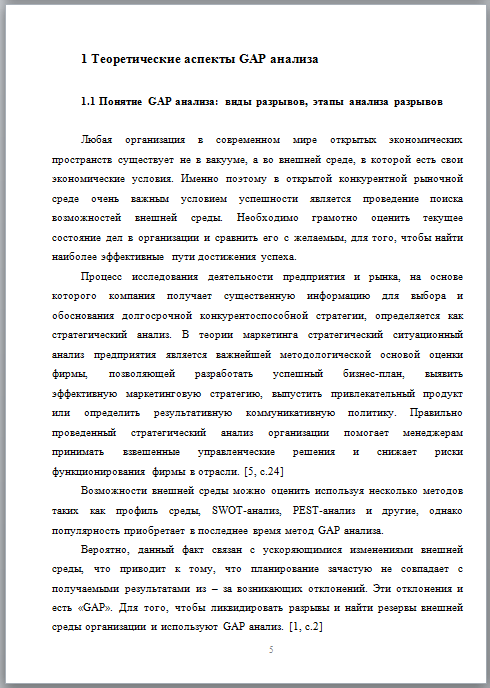 1 Теоретические аспекты GAP анализа
1.1 Понятие GAP анализа: виды разрывов, этапы анализа разрывов
Любая организация в современном мире открытых экономических
пространств существует не в вакууме, а во внешней среде, в которой есть свои
экономические условия. Именно поэтому в открытой конкурентной рыночной
среде очень важным условием успешности является проведение поиска
возможностей внешней среды. Необходимо грамотно оценить текущее
состояние дел в организации и сравнить его с желаемым, для того, чтобы найти
наиболее эффективные пути достижения успеха.
Процесс исследования деятельности предприятия и рынка, на основе
которого компания получает существенную информацию для выбора и
обоснования долгосрочной конкурентоспособной стратегии, определяется как
стратегический анализ. В теории маркетинга стратегический ситуационный
анализ предприятия является важнейшей методологической основой оценки
фирмы, позволяющей разработать успешный бизнес-план, выявить
эффективную маркетинговую стратегию, выпустить привлекательный продукт
или определить результативную коммуникативную политику. Правильно
проведенный стратегический анализ организации помогает менеджерам
принимать взвешенные управленческие решения и снижает риски
функционирования фирмы в отрасли. [5, с.24]
Возможности внешней среды можно оценить используя несколько методов
таких как профиль среды, SWOT-анализ, PEST-анализ и другие, однако
популярность приобретает в последнее время метод GAP анализа.
Вероятно, данный факт связан с ускоряющимися изменениями внешней
среды, что приводит к тому, что планирование зачастую не совпадает с
получаемыми результатами из – за возникающих отклонений. Эти отклонения и
есть «GAP». Для того, чтобы ликвидировать разрывы и найти резервы внешней
среды организации и используют GAP анализ. [1, с.2]
5